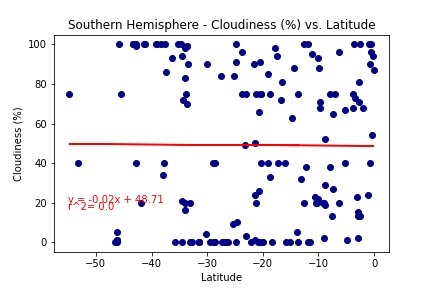 Southern Hemisphere - Cloudiness (%) vs. Latitude
100
80
60
40
20
0
Cloudiness (%)
y = -0.02x + 48.71
r^2= 0.0
−50
−40
−30
−20
−10
0
Latitude